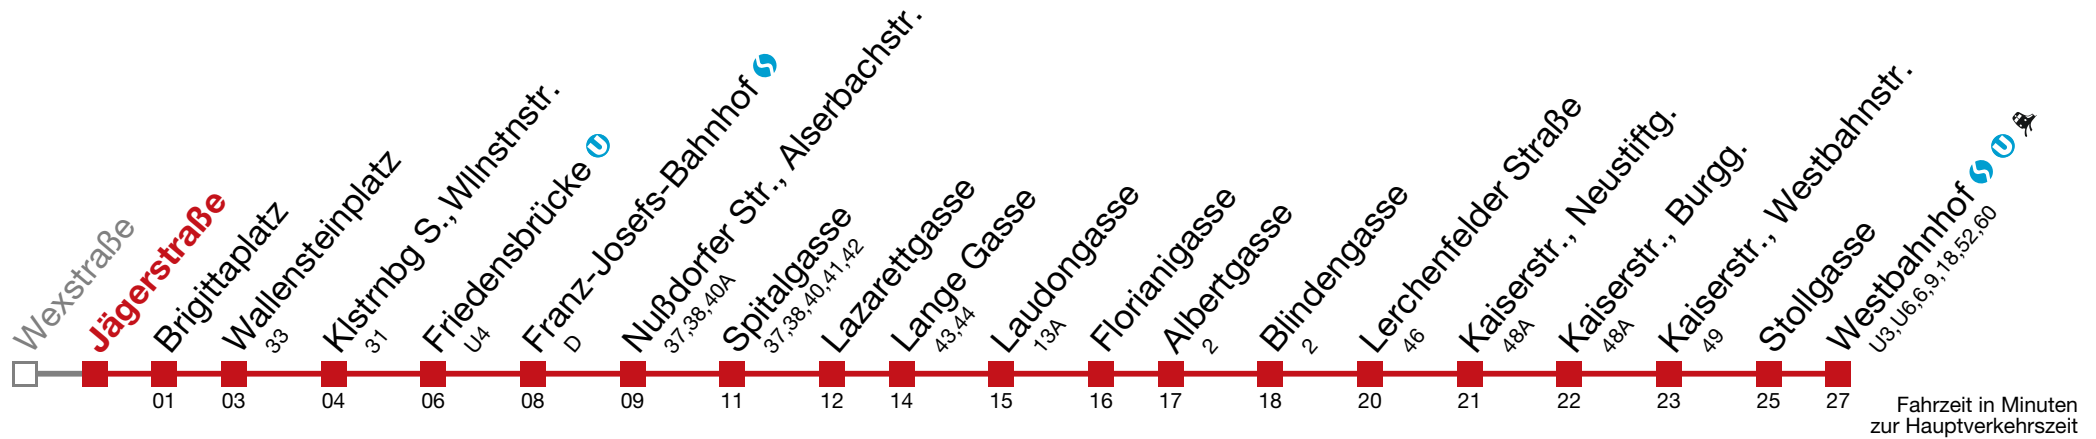 Wexstraße
Jägerstraße
Brigittaplatz
Wallensteinplatz
33
Klstrnbg S., Wllnstnstr.
31
Friedensbrücke U
U4
Franz-Josefs-Bahnhof S
D
Nußdorfer Str., Alserbachstr.
37,38,40A
Spitalgasse
37,38,40,41,42
Lazarettgasse
Lange Gasse
43,44
Laudongasse
13A
Florianigasse
Albertgasse
2
Blindengasse
2
Lerchenfelder Straße
46
Kaiserstr., Neustiftg.
48A
Kaiserstr., Burgg.
48A
Kaiserstr., Westbahnstr.
49
Stollgasse
Westbahnhof S U
U3, U6,6,9,18,52,60
01 03 04 06 08 09 11 12 14 15 16 17 18 20 21 22 23 25 27
Fahrzeit in Minuten
zur Hauptverkehrszeit